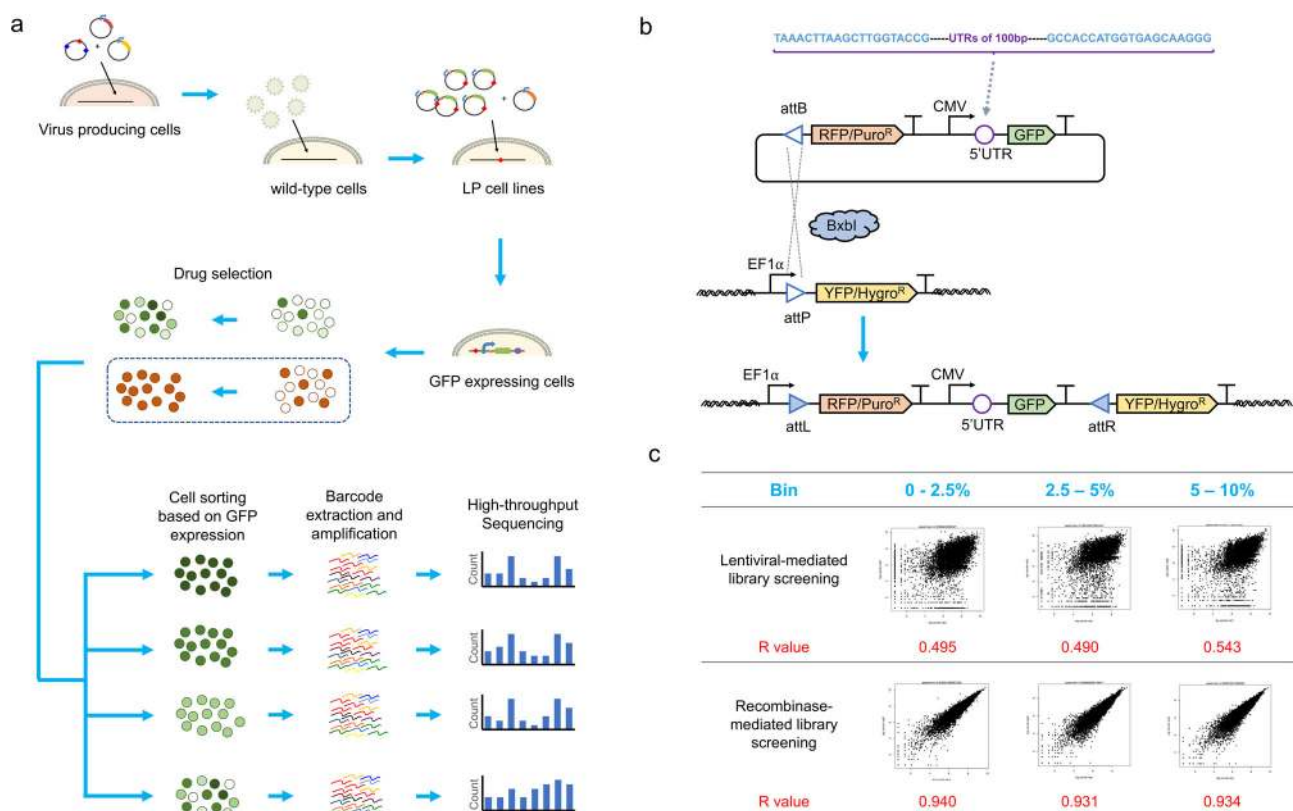 a
Virus producing cells
wild-type cells
LP cell lines
GFP expressing cells
Drug selection
Cell sorting
based on GFP
expression
Barcode
extraction and
amplification
High-throughput
Sequencing
Count
Count
Count
Count
b
TAAACTTAAGCTTGGTACCG-----UTRs of 100bp-----GCCACCATGGTGAGCAAGGG
attB
RFP/Puroᴿ
CMV
5'UTR
GFP
BxbI
EF1α
attP
YFP/Hygroᴿ
EF1α
attL
RFP/Puroᴿ
CMV
5'UTR
GFP
attR
YFP/Hygroᴿ
c
Bin 0 - 2.5% 2.5 – 5% 5 – 10%
Lentiviral-mediated
library screening
R value 0.495 0.490 0.543
Recombinase-
mediated library
screening
R value 0.940 0.931 0.934